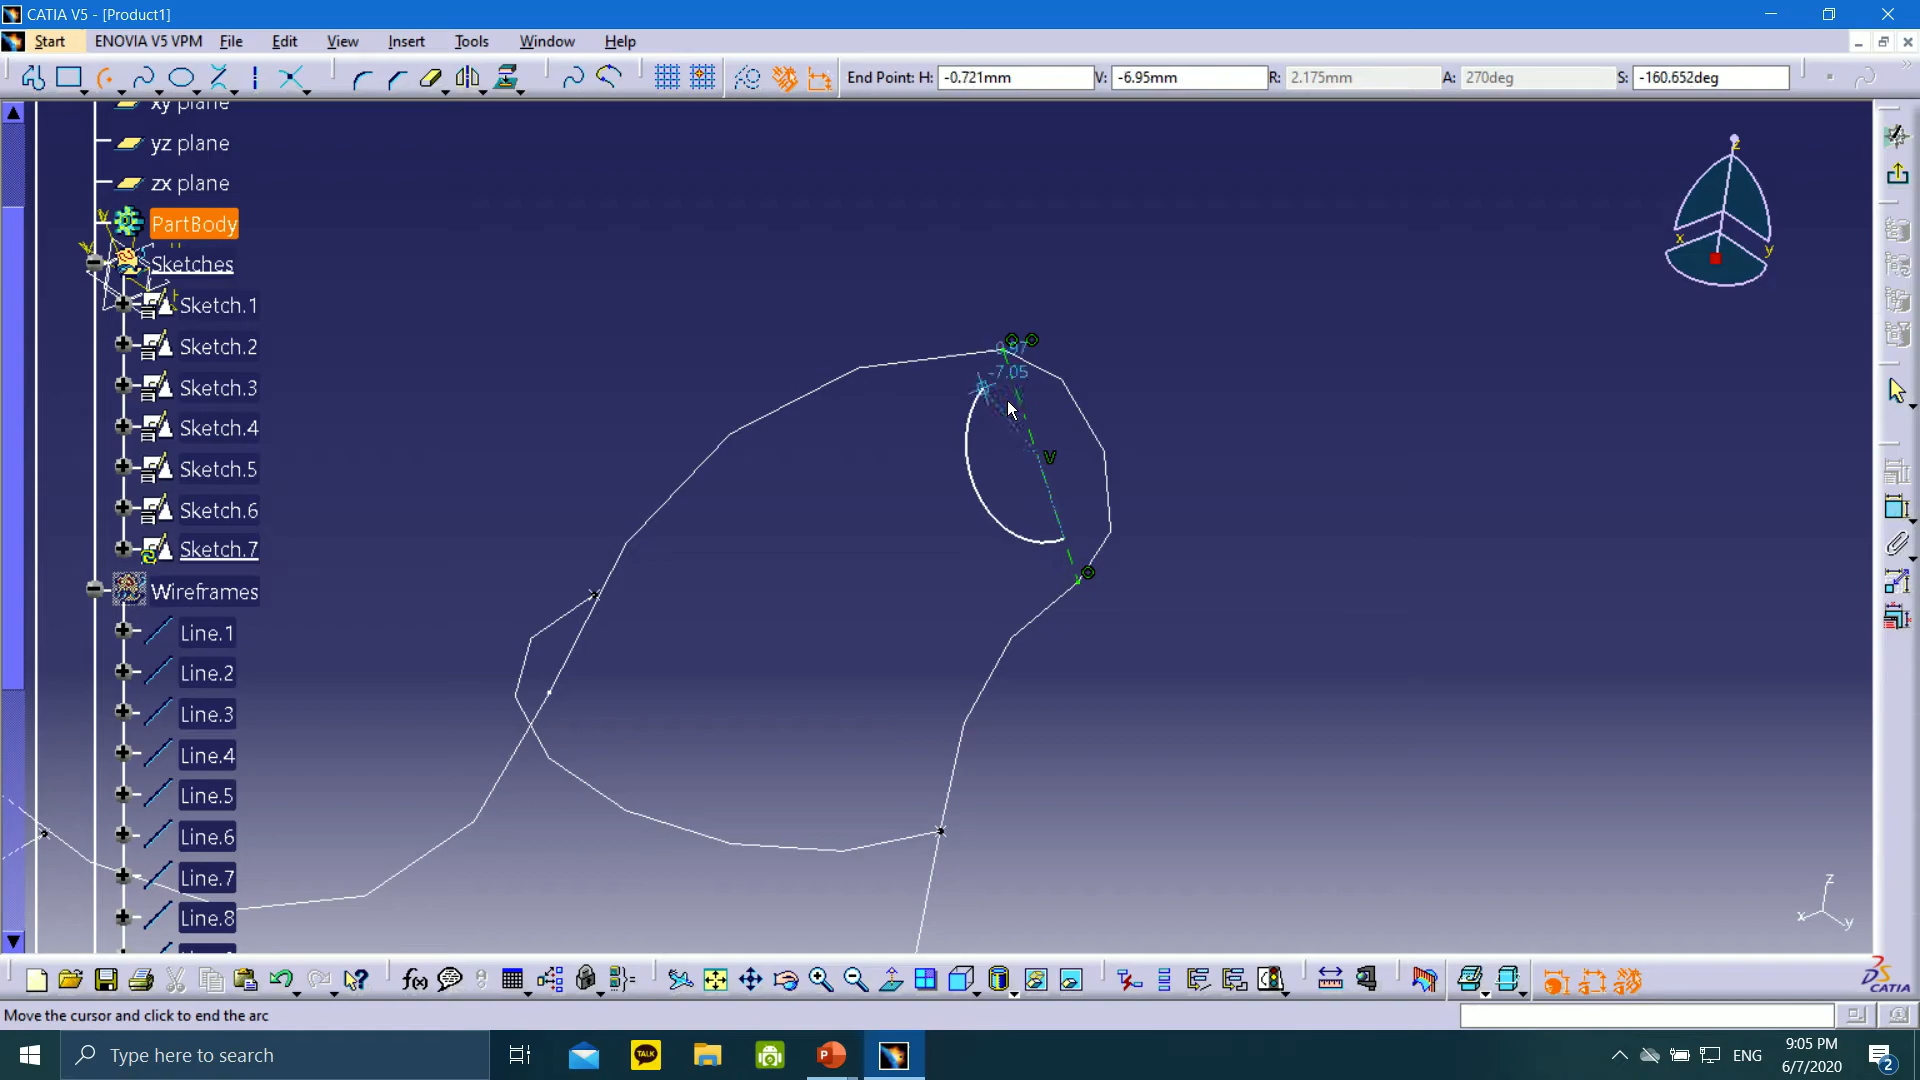 CATIA V5 - [Product1]
Start ENOVIA V5 VPM File Edit View Insert Tools Window Help
End Point: H: -0.721mm V: -6.95mm R: 2.175mm A: 270deg S: -160.652deg
xy plane
yz plane
zx plane
PartBody
Sketches
Sketch.1
Sketch.2
Sketch.3
Sketch.4
Sketch.5
Sketch.6
Sketch.7
Wireframes
Line.1
Line.2
Line.3
Line.4
Line.5
Line.6
Line.7
Line.8
-7.05
V
z
x
y
z
x
y
f(x)
CATIA
Move the cursor and click to end the arc
Type here to search
TALK
P
ENG
9:05 PM
6/7/2020
2